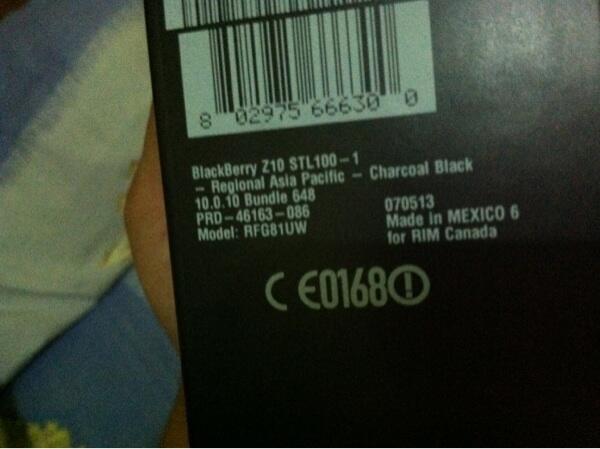 8 02975 66630 0
BlackBerry Z10 STL100-1
- Regional Asia Pacific - Charcoal Black
10.0.10 Bundle 648
PRD-46163-086
Model: RFG81UW
070513
Made in MEXICO 6
for RIM Canada
CE0168